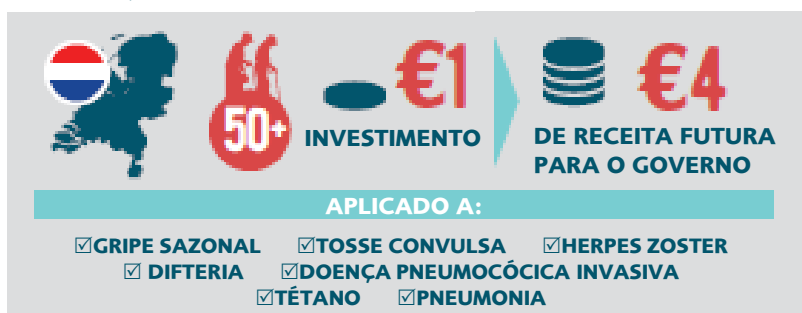 50+ €1 €4
INVESTIMENTO DE RECEITA FUTURA
PARA O GOVERNO
APLICADO A:
☑GRIPE SAZONAL ☑TOSSE CONVULSA ☑HERPES ZOSTER
☑ DIFTERIA ☑DOENÇA PNEUMOCÓCICA INVASIVA
☑TÉTANO ☑PNEUMONIA